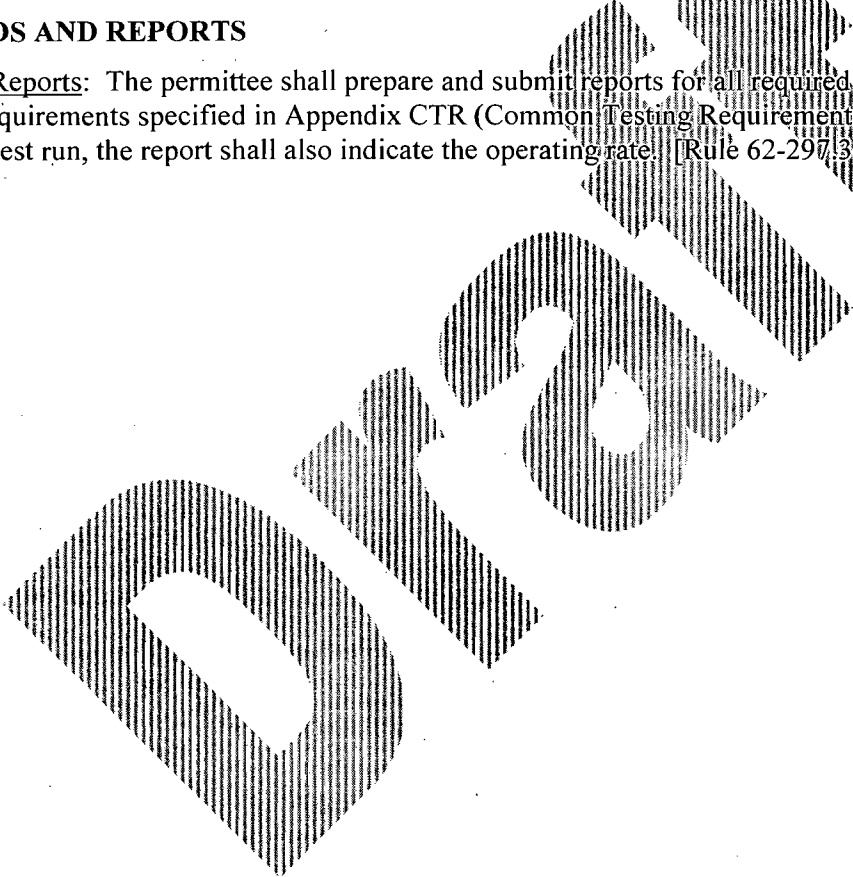 DS AND REPORTS
Reports: The permittee shall prepare and submit reports for all required
quirements specified in Appendix CTR (Common Testing Requirement
est run, the report shall also indicate the operating rate. [Rule 62-297.3
Draft